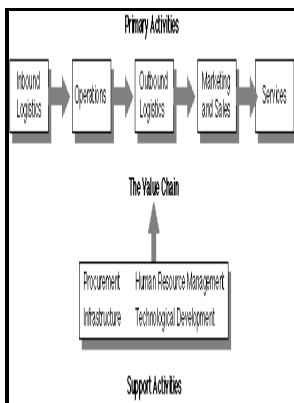 Primary Activities
Inbound
Logistics
Operations
Outbound
Logistics
Marketing
and Sales
Services
The Value Chain
Procurement Human Resource Management
Infrastructure Technological Development
Support Activities